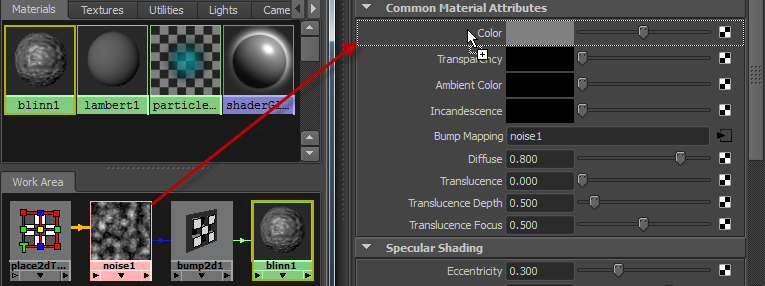 Materials Textures Utilities Lights Came
blinn1 lambert1 particle... shaderGl...
Work Area
place2dT... noise1 bump2d1 blinn1
Common Material Attributes
Color
Transparency
Ambient Color
Incandescence
Bump Mapping noise1
Diffuse 0.800
Translucence 0.000
Translucence Depth 0.500
Translucence Focus 0.500
Specular Shading
Eccentricity 0.300